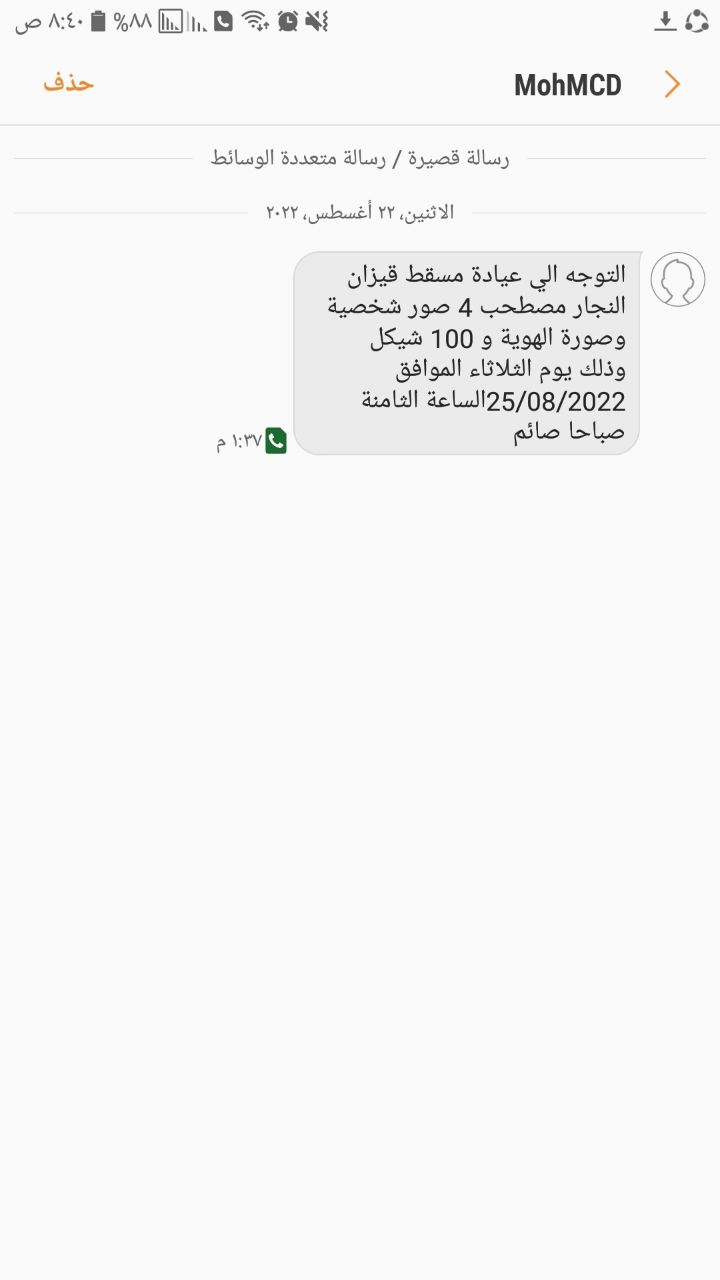 ٨:٤٠ ص
%٨٨
MohMCD
حذف
رسالة قصيرة / رسالة متعددة الوسائط
الاثنين، ٢٢ أغسطس، ٢٠٢٢
التوجه الي عيادة مسقط قيزان
النجار مصطحب 4 صور شخصية
وصورة الهوية و 100 شيكل
وذلك يوم الثلاثاء الموافق
25/08/2022الساعة الثامنة
صباحا صائم
١:٣٧ م